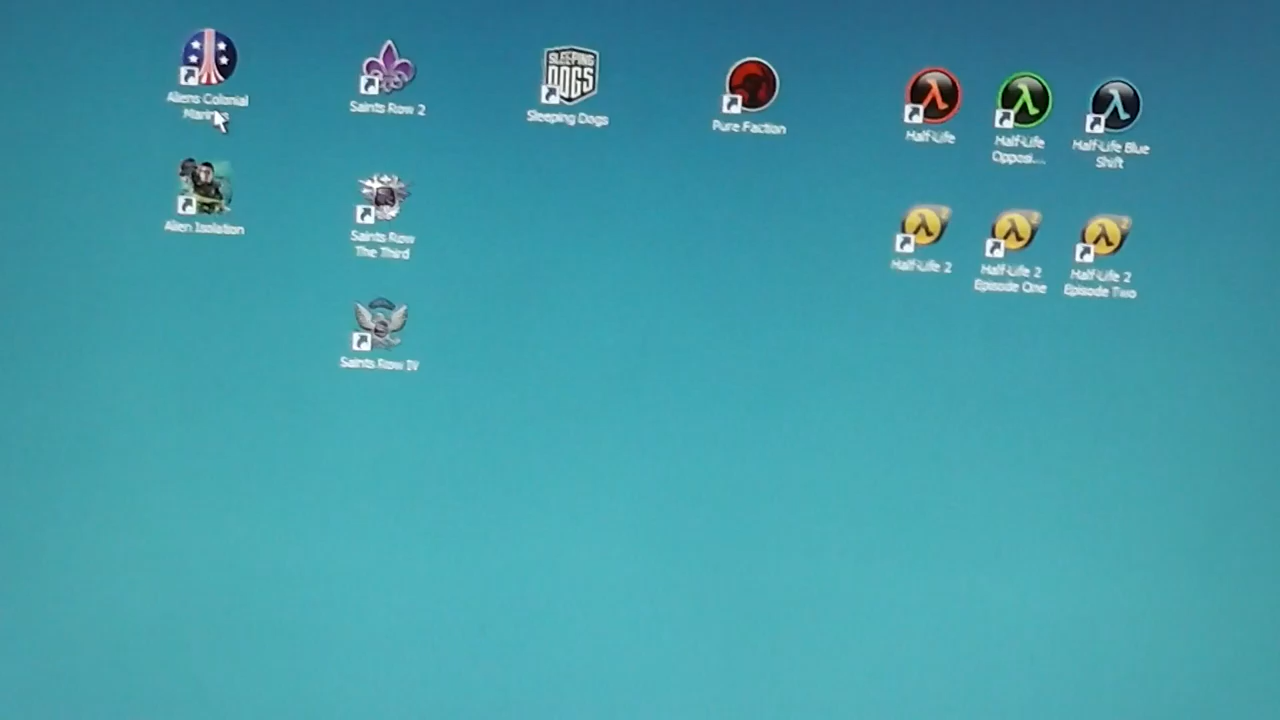 Aliens Colonial
Marines
Saints Row 2
SLEEPING
DOGS
Sleeping Dogs
Pure Faction
Half-Life
Half-Life
Opposi...
Half-Life Blue
Shift
Alien Isolation
Saints Row
The Third
Half-Life 2
Half-Life 2
Episode One
Half-Life 2
Episode Two
Saints Row IV